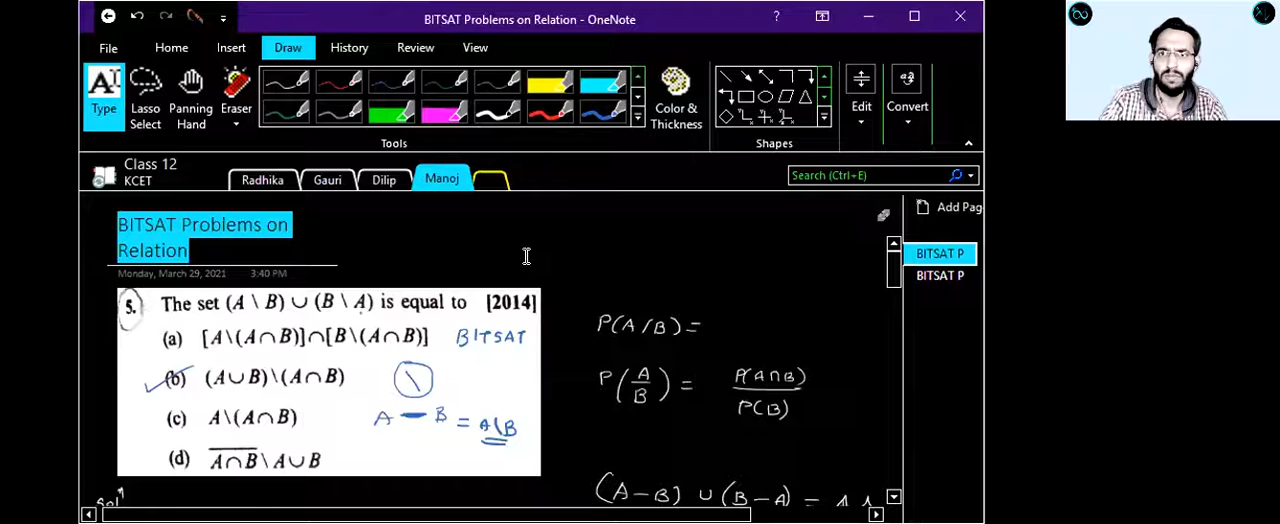 BITSAT Problems on Relation - OneNote
?
File Home Insert Draw History Review View
Type
Lasso Select
Panning Hand
Eraser
Color & Thickness
Edit
Convert
Tools
Shapes
Class 12
KCET
Radhika Gauri Dilip Manoj
Search (Ctrl+E)
Add Pag
BITSAT P
BITSAT P
BITSAT Problems on
Relation
Monday, March 29, 2021 3:40 PM
5. The set (A \ B) ∪ (B \ A) is equal to [2014]
(a) [A\(A∩B)]∩[B\(A∩B)] BITSAT
(b) (A∪B)\(A∩B) \
(c) A\(A∩B) A − B = A\B
(d) \overline{A∩B}\A∪B
P(A/B)=
P(A/B) = P(A∩B)/P(B)
(A−B) ∪ (B−A) =
Solⁿ